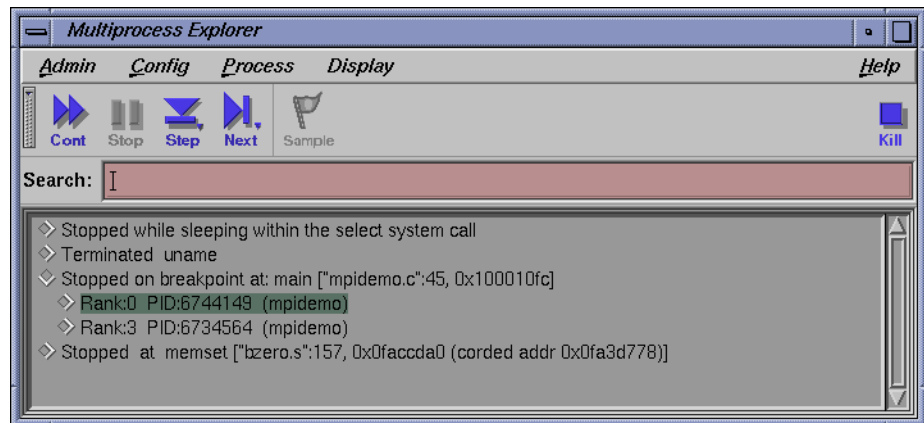 Multiprocess Explorer
Admin Config Process Display Help
Cont Stop Step Next Sample Kill
Search:
Stopped while sleeping within the select system call
Terminated uname
Stopped on breakpoint at: main ["mpidemo.c":45, 0x100010fc]
Rank:0 PID:6744149 (mpidemo)
Rank:3 PID:6734564 (mpidemo)
Stopped at memset ["bzero.s":157, 0x0faccda0 (corded addr 0x0fa3d778)]